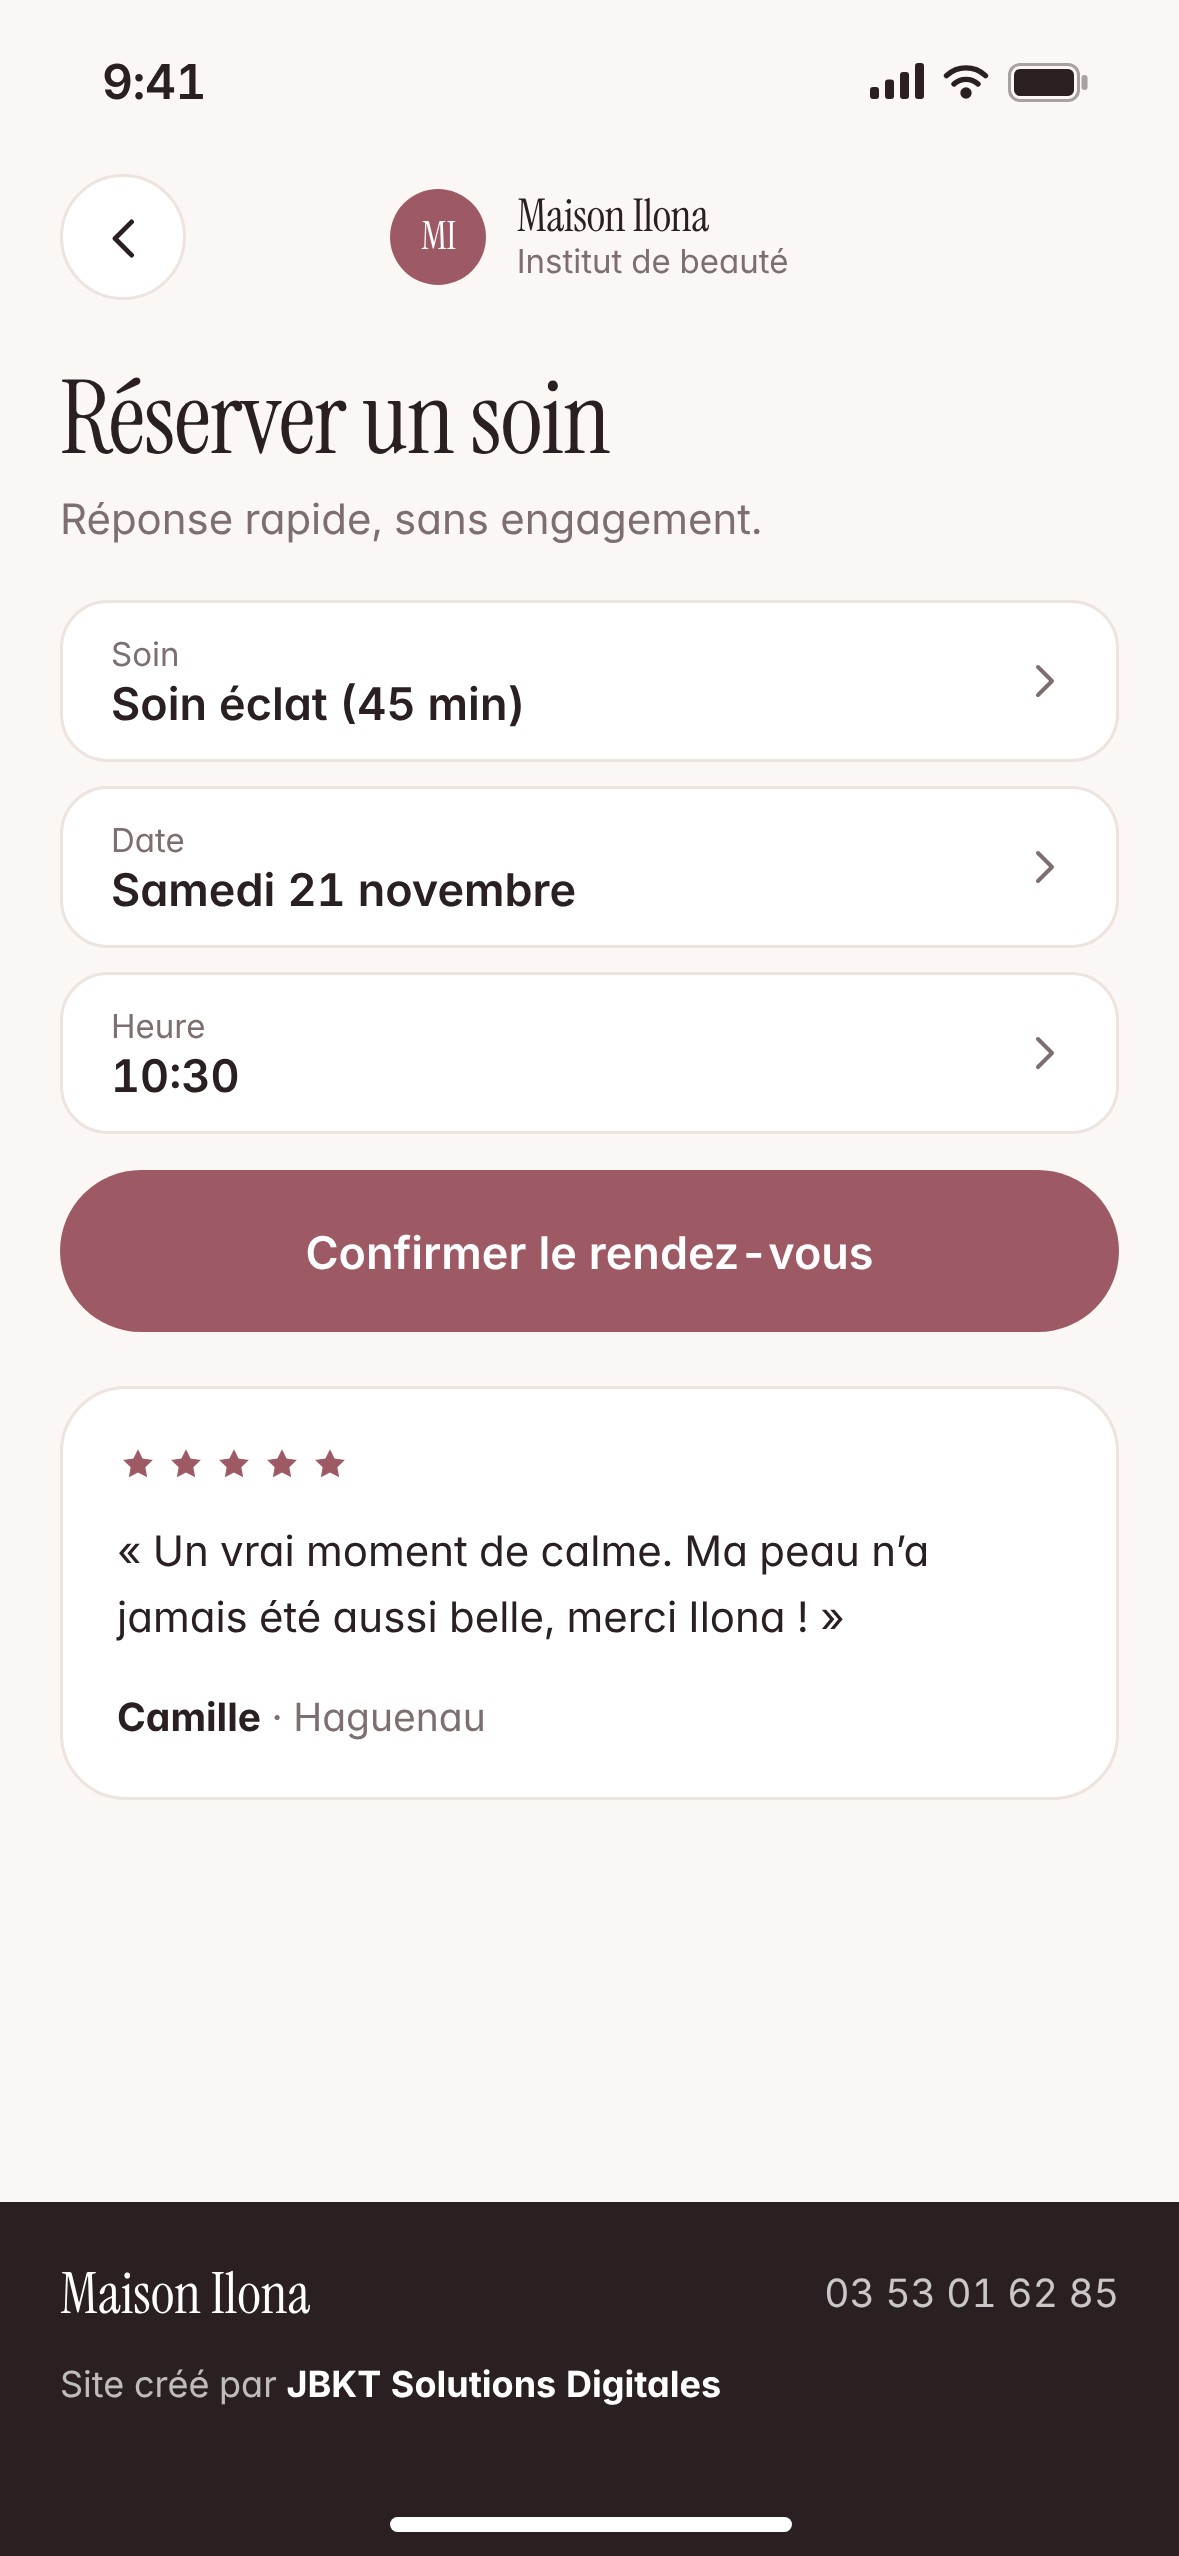 9:41
MI
Maison Ilona
Institut de beauté
Réserver un soin
Réponse rapide, sans engagement.
Soin
Soin éclat (45 min)
Date
Samedi 21 novembre
Heure
10:30
Confirmer le rendez-vous
« Un vrai moment de calme. Ma peau n’a
jamais été aussi belle, merci Ilona ! »
Camille · Haguenau
Maison Ilona
03 53 01 62 85
Site créé par JBKT Solutions Digitales